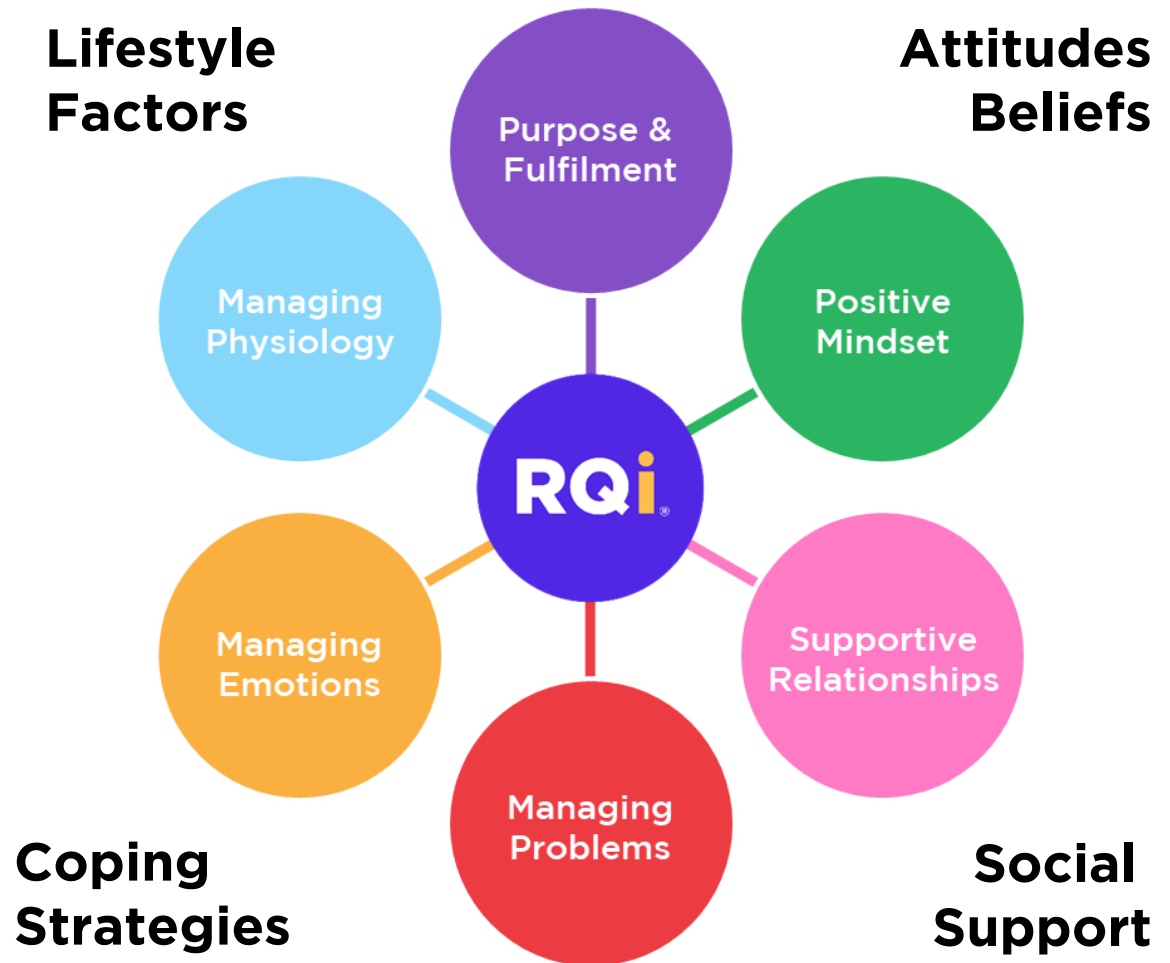 Lifestyle
Factors
Attitudes
Beliefs
Purpose &
Fulfilment
Managing
Physiology
Positive
Mindset
RQi®
Managing
Emotions
Supportive
Relationships
Managing
Problems
Coping
Strategies
Social
Support